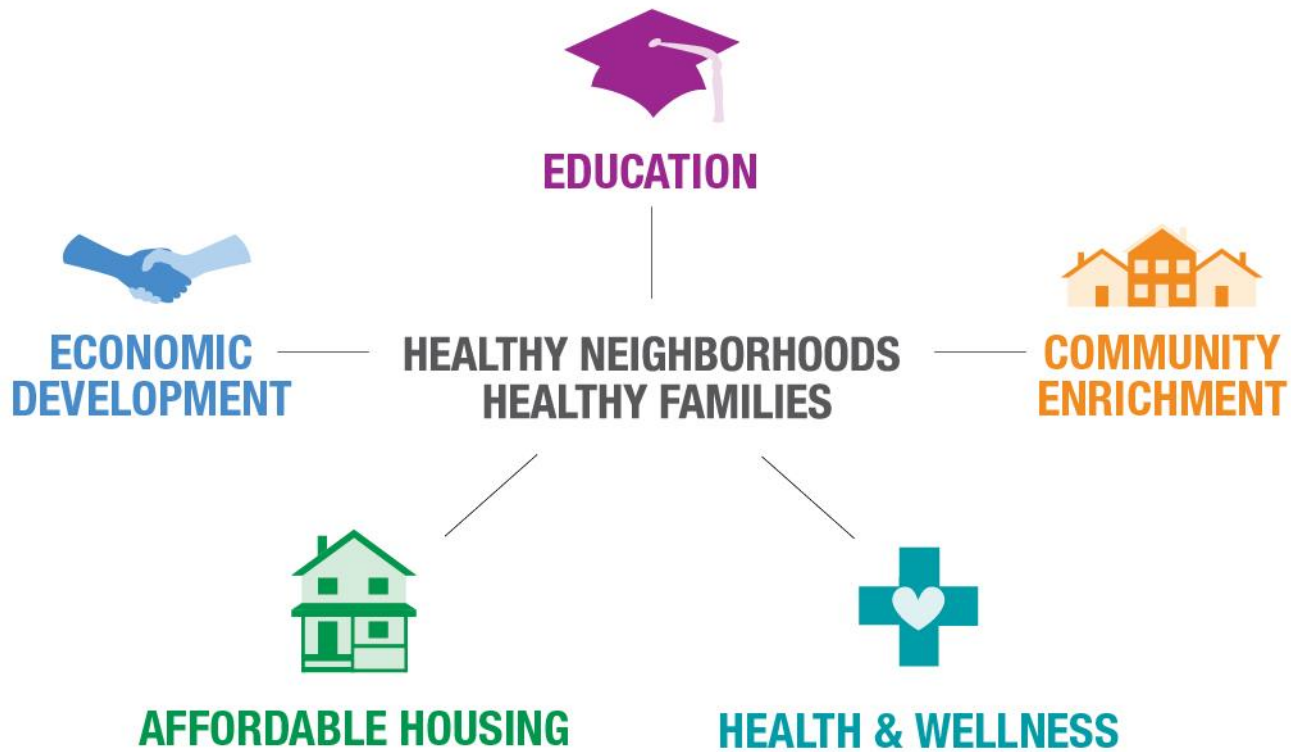 EDUCATION
ECONOMIC
DEVELOPMENT
HEALTHY NEIGHBORHOODS
HEALTHY FAMILIES
COMMUNITY
ENRICHMENT
AFFORDABLE HOUSING
HEALTH & WELLNESS